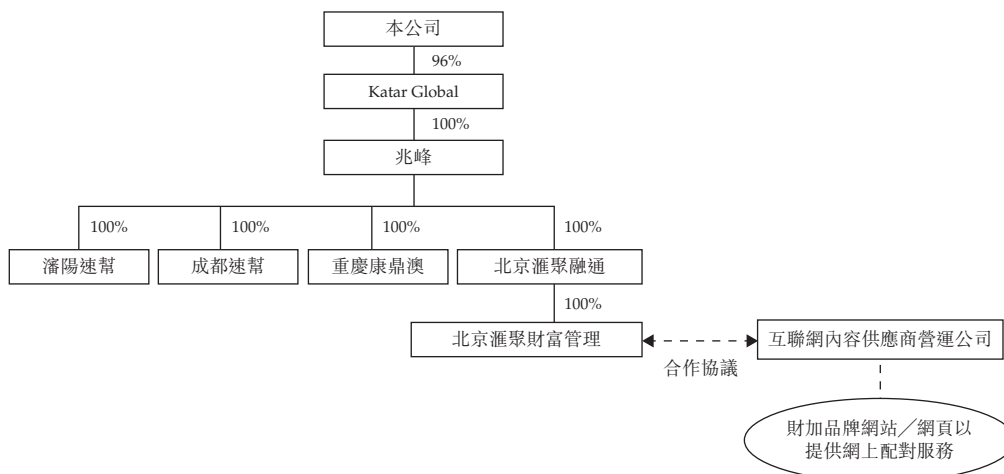 本公司
96%
Katar Global
100%
兆峰
100%
100%
100%
100%
瀋陽速幫
成都速幫
重慶康鼎澳
北京滙聚融通
100%
北京滙聚財富管理
互聯網內容供應商營運公司
合作協議
財加品牌網站／網頁以
提供網上配對服務